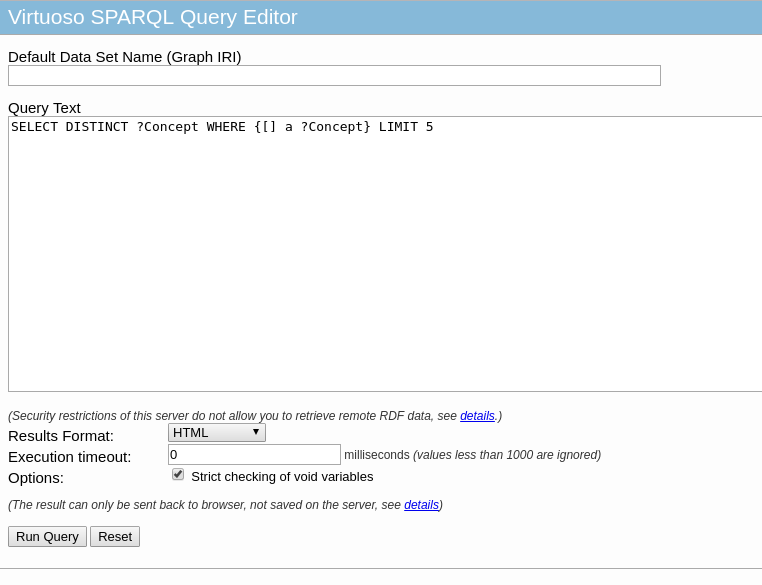 Virtuoso SPARQL Query Editor
Default Data Set Name (Graph IRI)
Query Text
SELECT DISTINCT ?Concept WHERE {[] a ?Concept} LIMIT 5
(Security restrictions of this server do not allow you to retrieve remote RDF data, see details.)
Results Format: HTML
Execution timeout: 0 milliseconds (values less than 1000 are ignored)
Options: Strict checking of void variables
(The result can only be sent back to browser, not saved on the server, see details)
Run Query Reset